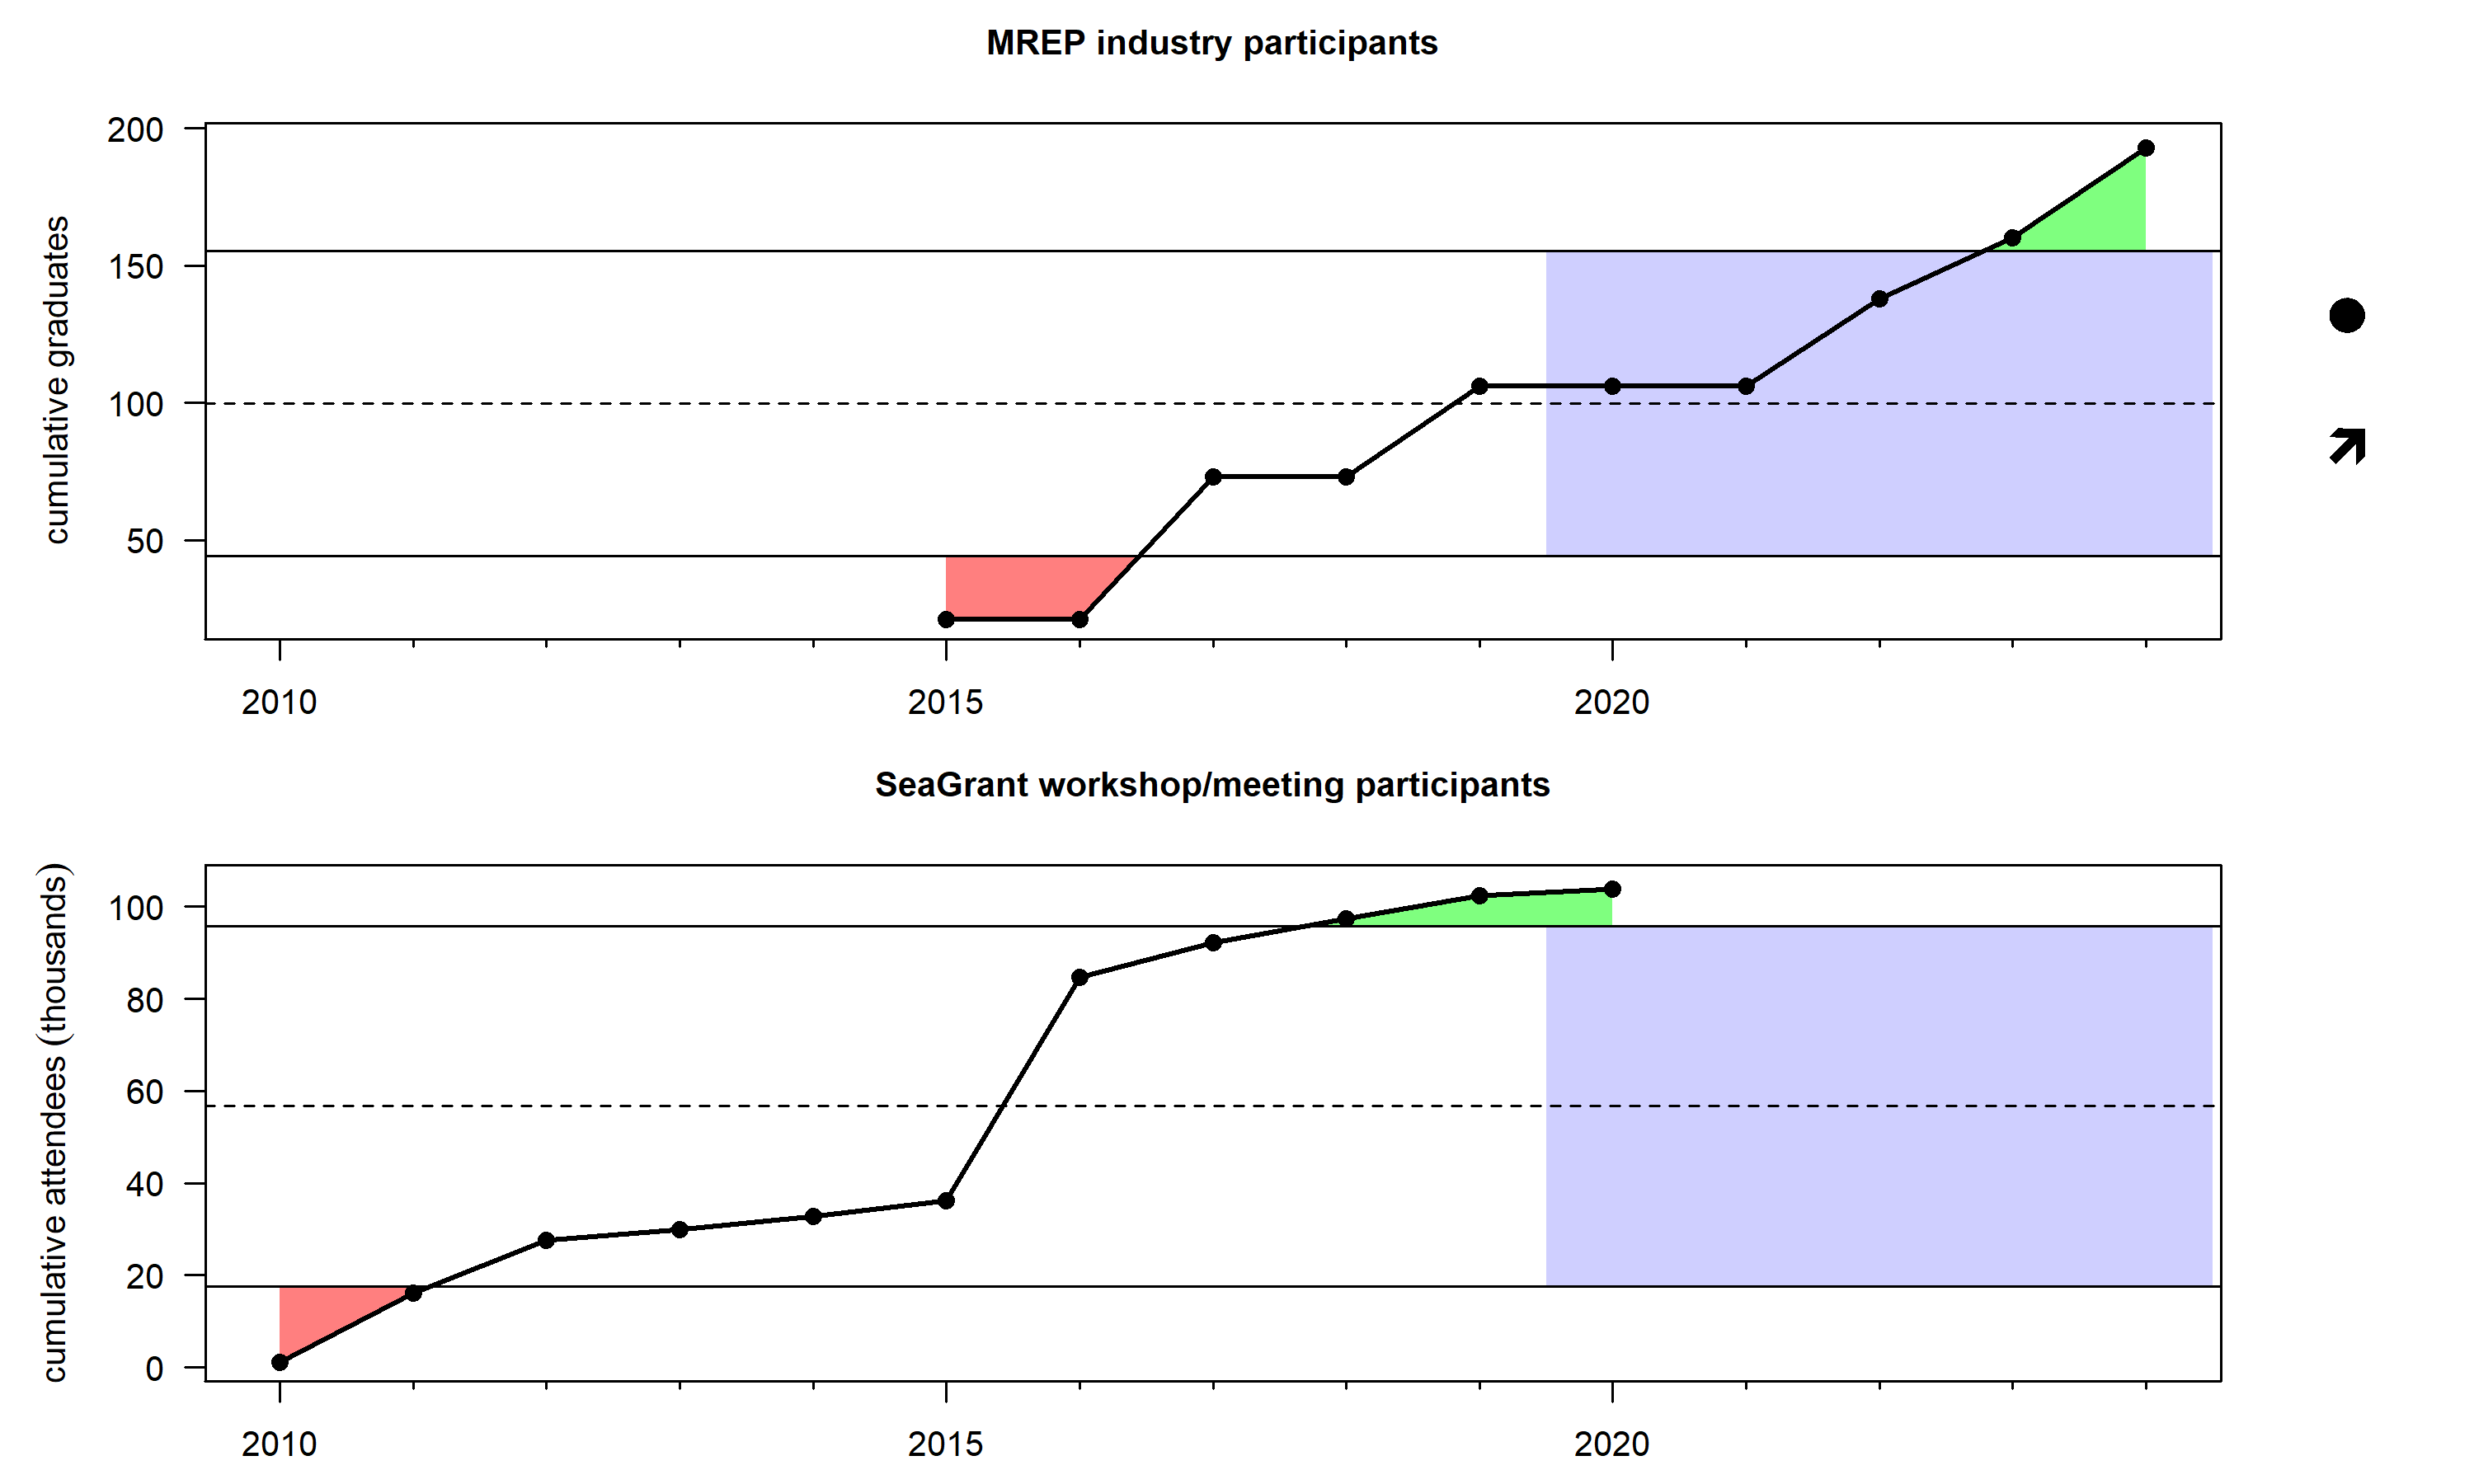 MREP industry participants
cumulative graduates
200
150
100
50
2010 2015 2020
SeaGrant workshop/meeting participants
cumulative attendees (thousands)
100
80
60
40
20
0
2010 2015 2020